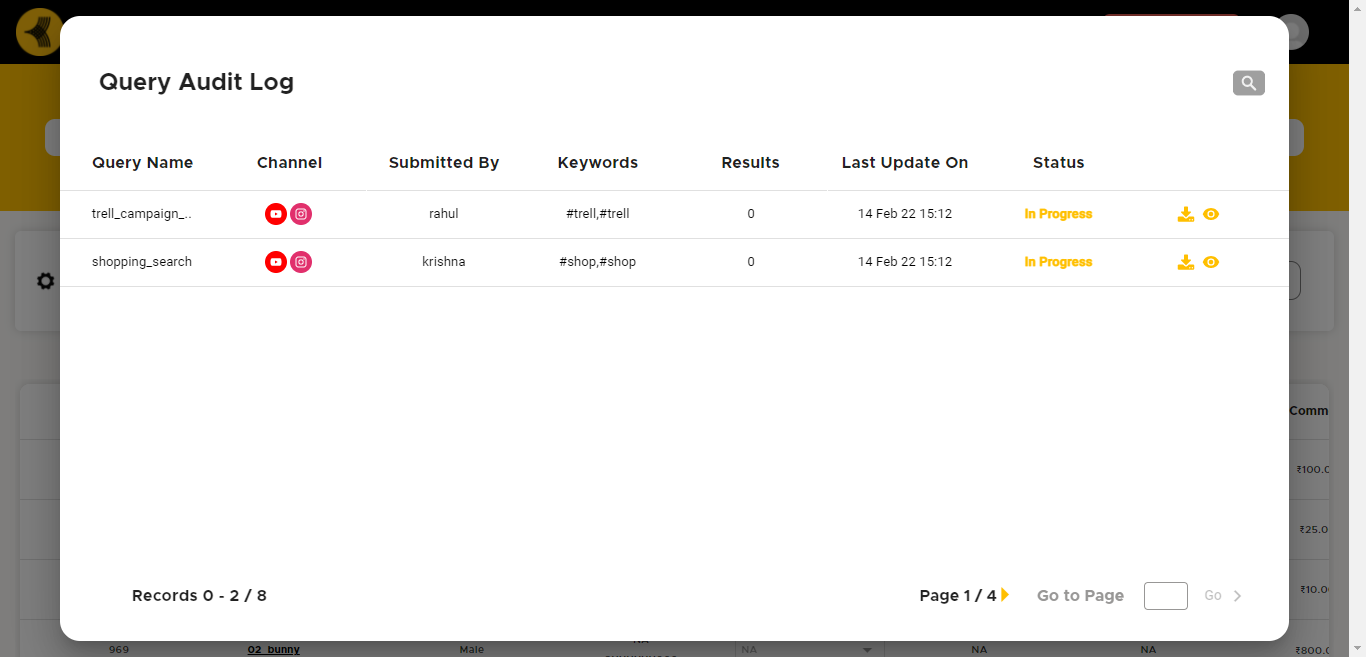 Query Audit Log
Query Name Channel Submitted By Keywords Results Last Update On Status
trell_campaign_.. rahul #trell,#trell 0 14 Feb 22 15:12 In Progress
shopping_search krishna #shop,#shop 0 14 Feb 22 15:12 In Progress
Comm
₹100.0
₹25.0
₹10.0
Records 0 - 2 / 8 Page 1 / 4 Go to Page Go
969 02_bunny Male NA NA NA NA ₹800.0